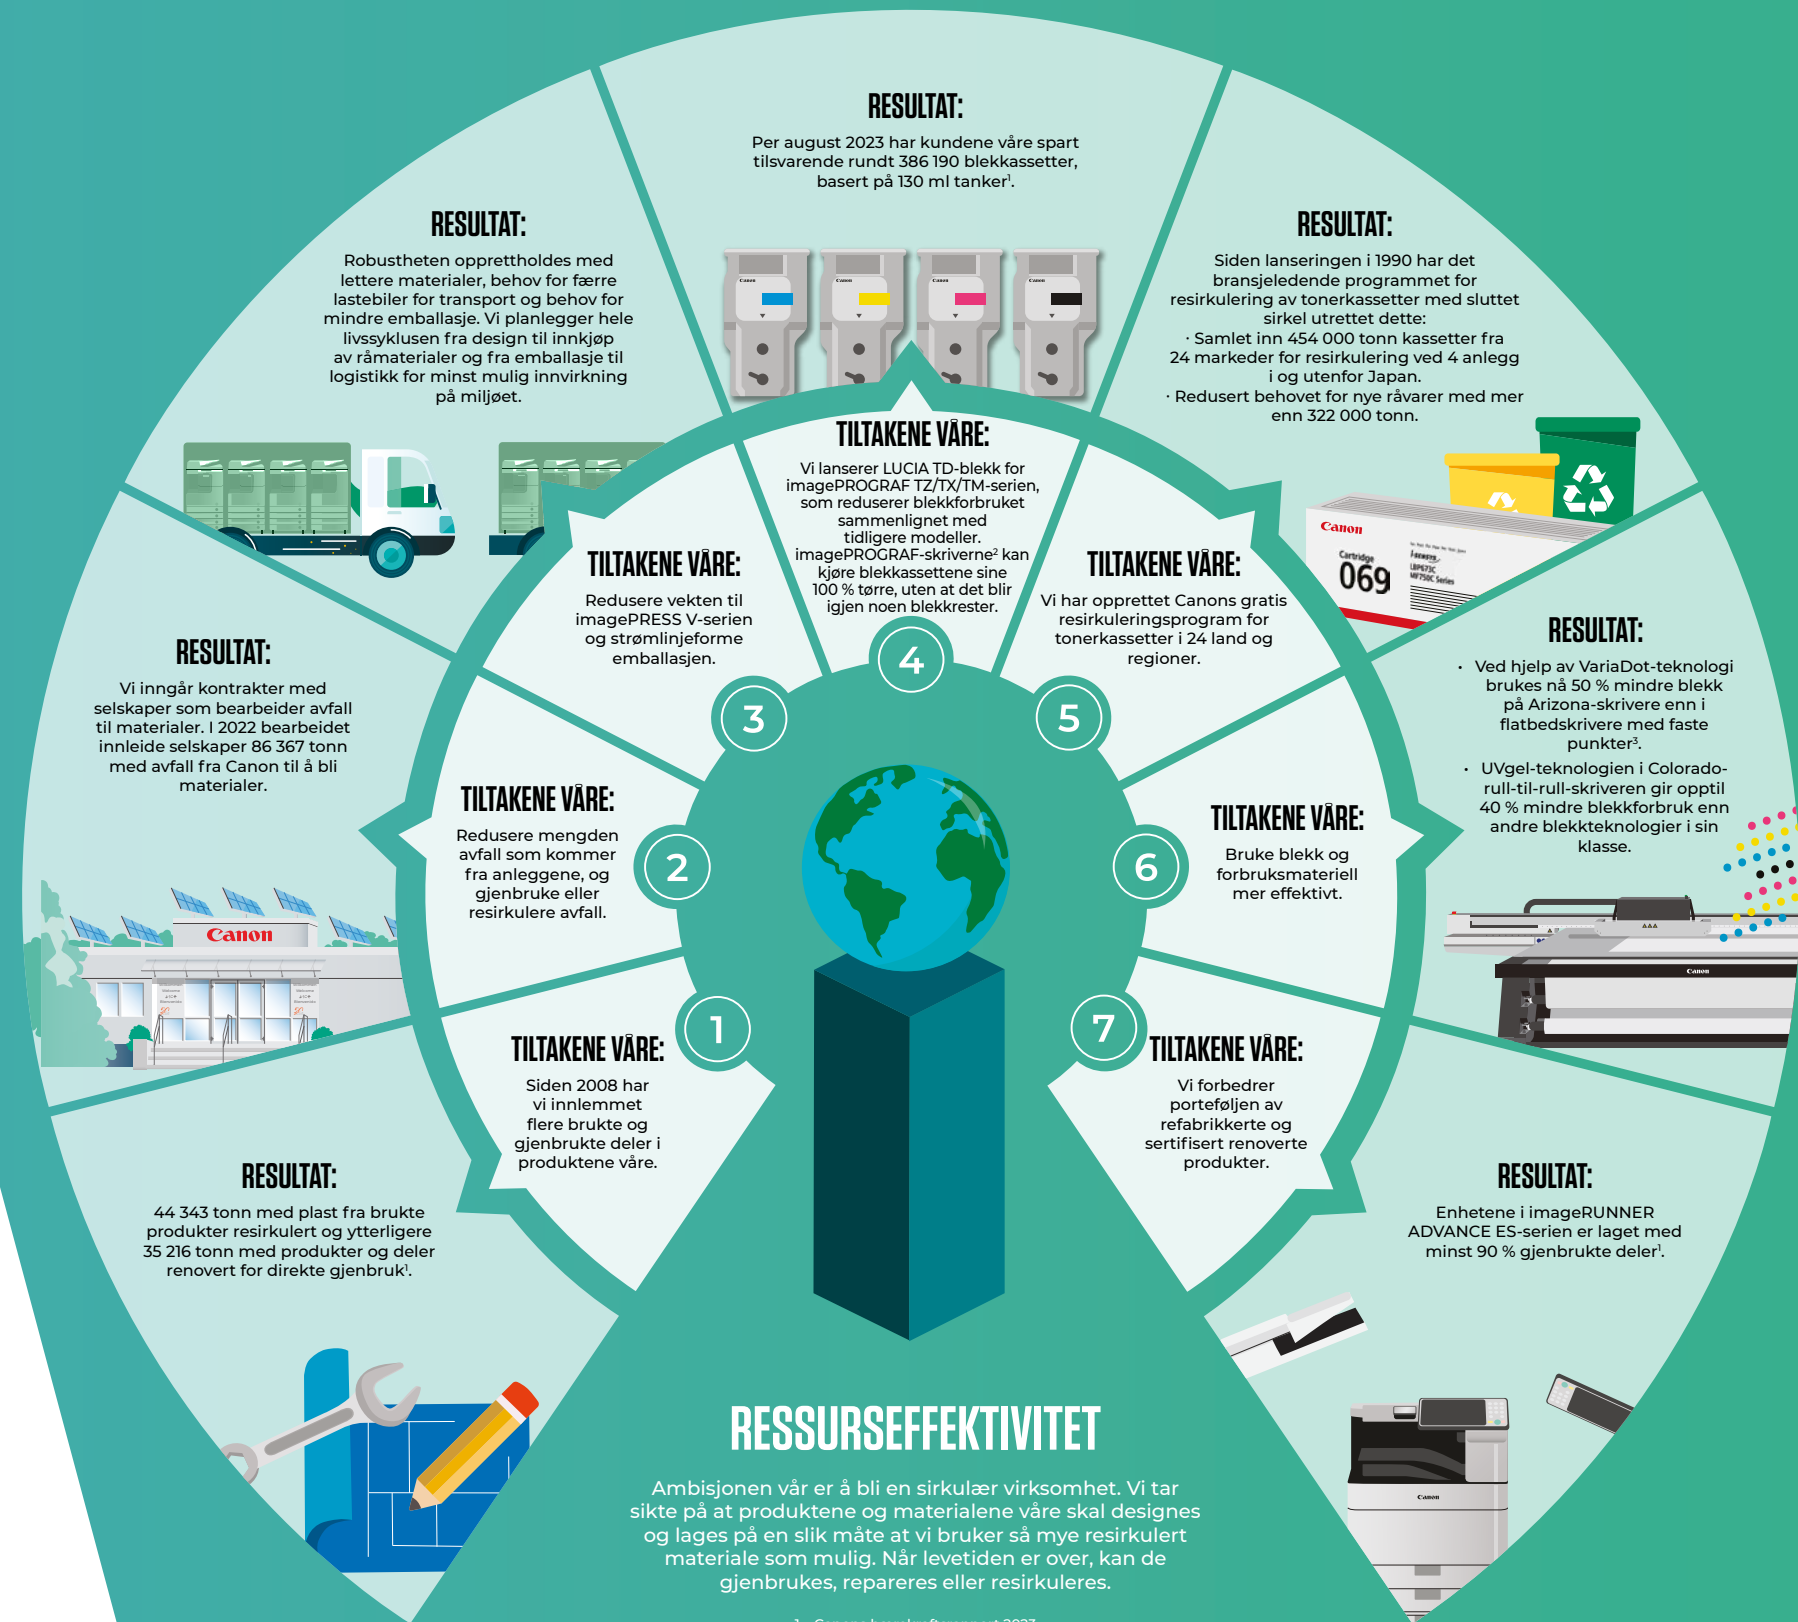 RESULTAT:
Per august 2023 har kundene våre spart
tilsvarende rundt 386 190 blekkassetter,
basert på 130 ml tanker¹.
RESULTAT:
Robustheten opprettholdes med
lettere materialer, behov for færre
lastebiler for transport og behov for
mindre emballasje. Vi planlegger hele
livssyklusen fra design til innkjøp
av råmaterialer og fra emballasje til
logistikk for minst mulig innvirkning
på miljøet.
RESULTAT:
Siden lanseringen i 1990 har det
bransjeledende programmet for
resirkulering av tonerkassetter med sluttet
sirkel utrettet dette:
· Samlet inn 454 000 tonn kassetter fra
24 markeder for resirkulering ved 4 anlegg
i og utenfor Japan.
· Redusert behovet for nye råvarer med mer
enn 322 000 tonn.
Canon
Canon
Canon
Canon
TILTAKENE VÅRE:
Vi lanserer LUCIA TD-blekk for
imagePROGRAF TZ/TX/TM-serien,
som reduserer blekkforbruket
sammenlignet med
tidligere modeller.
imagePROGRAF-skriverne² kan
kjøre blekkassettene sine
100 % tørre, uten at det blir
igjen noen blekkrester.
4
TILTAKENE VÅRE:
Redusere vekten til
imagePRESS V-serien
og strømlinjeforme
emballasjen.
3
TILTAKENE VÅRE:
Vi har opprettet Canons gratis
resirkuleringsprogram for
tonerkassetter i 24 land og
regioner.
5
Canon
Cartridge
069
i-SENSYS
LBP673C
MF750C Series
RESULTAT:
Vi inngår kontrakter med
selskaper som bearbeider avfall
til materialer. I 2022 bearbeidet
innleide selskaper 86 367 tonn
med avfall fra Canon til å bli
materialer.
Canon
TILTAKENE VÅRE:
Redusere mengden
avfall som kommer
fra anleggene, og
gjenbruke eller
resirkulere avfall.
2
TILTAKENE VÅRE:
Bruke blekk og
forbruksmateriell
mer effektivt.
6
RESULTAT:
· Ved hjelp av VariaDot-teknologi
brukes nå 50 % mindre blekk
på Arizona-skrivere enn i
flatbedskrivere med faste
punkter³.
· UVgel-teknologien i Colorado-
rull-til-rull-skriveren gir opptil
40 % mindre blekkforbruk enn
andre blekkteknologier i sin
klasse.
Canon
TILTAKENE VÅRE:
Siden 2008 har
vi innlemmet
flere brukte og
gjenbrukte deler i
produktene våre.
1
TILTAKENE VÅRE:
Vi forbedrer
porteføljen av
refabrikkerte og
sertifisert renoverte
produkter.
7
RESULTAT:
44 343 tonn med plast fra brukte
produkter resirkulert og ytterligere
35 216 tonn med produkter og deler
renovert for direkte gjenbruk¹.
RESULTAT:
Enhetene i imageRUNNER
ADVANCE ES-serien er laget med
minst 90 % gjenbrukte deler¹.
Canon
RESSURSEFFEKTIVITET
Ambisjonen vår er å bli en sirkulær virksomhet. Vi tar
sikte på at produktene og materialene våre skal designes
og lages på en slik måte at vi bruker så mye resirkulert
materiale som mulig. Når levetiden er over, kan de
gjenbrukes, repareres eller resirkuleres.